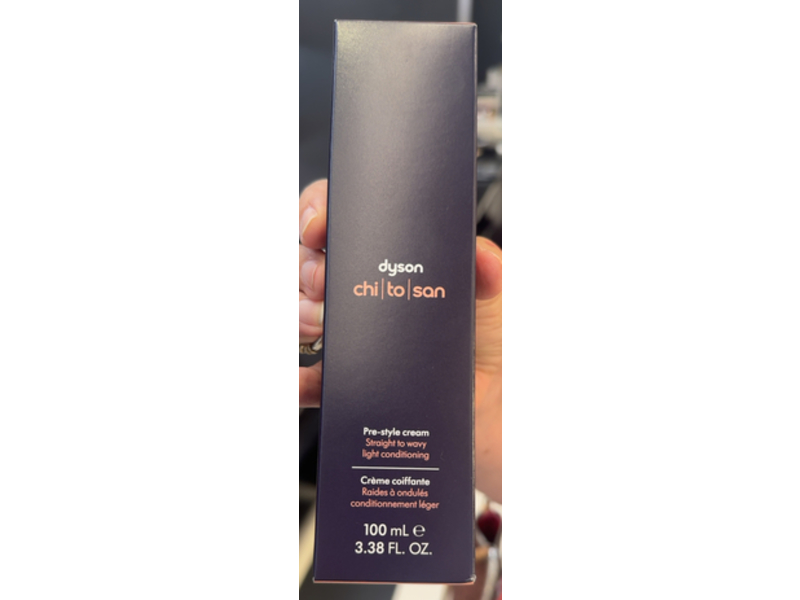 dyson
chi|to|san
Pre-style cream
Straight to wavy
light conditioning
Crème coiffante
Raides à ondulés
conditionnement léger
100 mL ℮
3.38 FL. OZ.